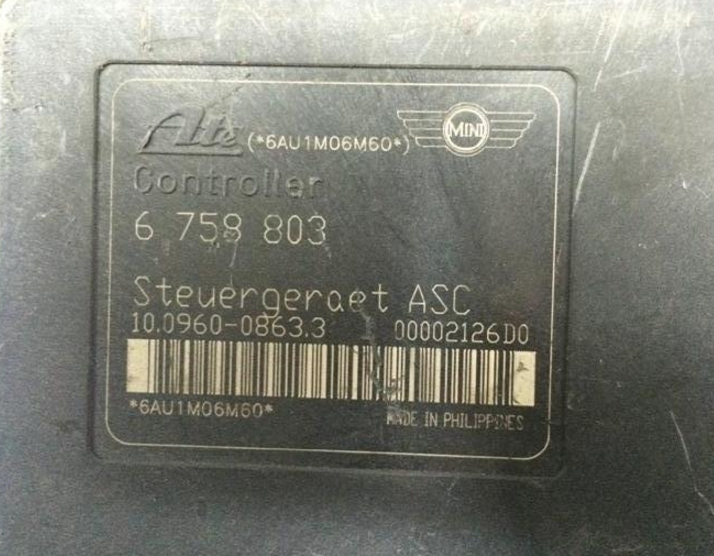 Ate (*6AU1M06M60*) MINI
Controller
6 758 803
Steuergeraet ASC
10.0960-0863.3 00002126D0
*6AU1M06M60* MADE IN PHILIPPINES